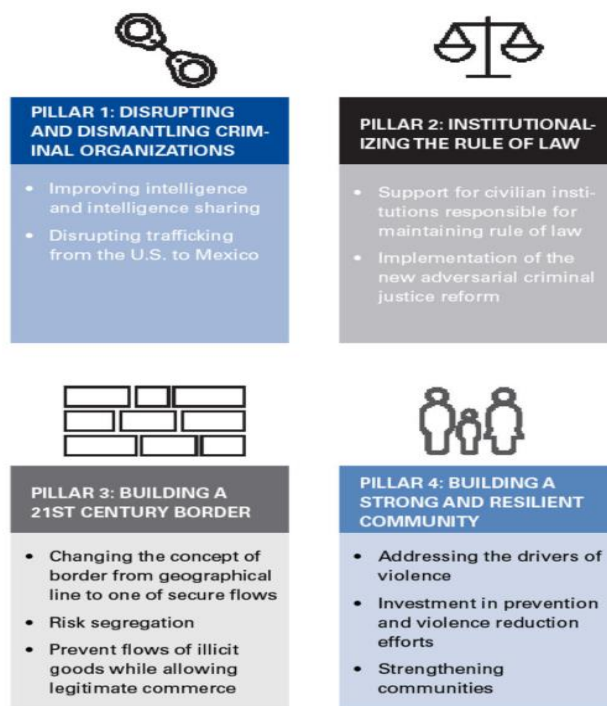 PILLAR 1: DISRUPTING
AND DISMANTLING CRIM-
INAL ORGANIZATIONS
• Improving intelligence
and intelligence sharing
• Disrupting trafficking
from the U.S. to Mexico
PILLAR 2: INSTITUTIONAL-
IZING THE RULE OF LAW
• Support for civilian insti-
tutions responsible for
maintaining rule of law
• Implementation of the
new adversarial criminal
justice reform
PILLAR 3: BUILDING A
21ST CENTURY BORDER
• Changing the concept of
border from geographical
line to one of secure flows
• Risk segregation
• Prevent flows of illicit
goods while allowing
legitimate commerce
PILLAR 4: BUILDING A
STRONG AND RESILIENT
COMMUNITY
• Addressing the drivers of
violence
• Investment in prevention
and violence reduction
efforts
• Strengthening
communities